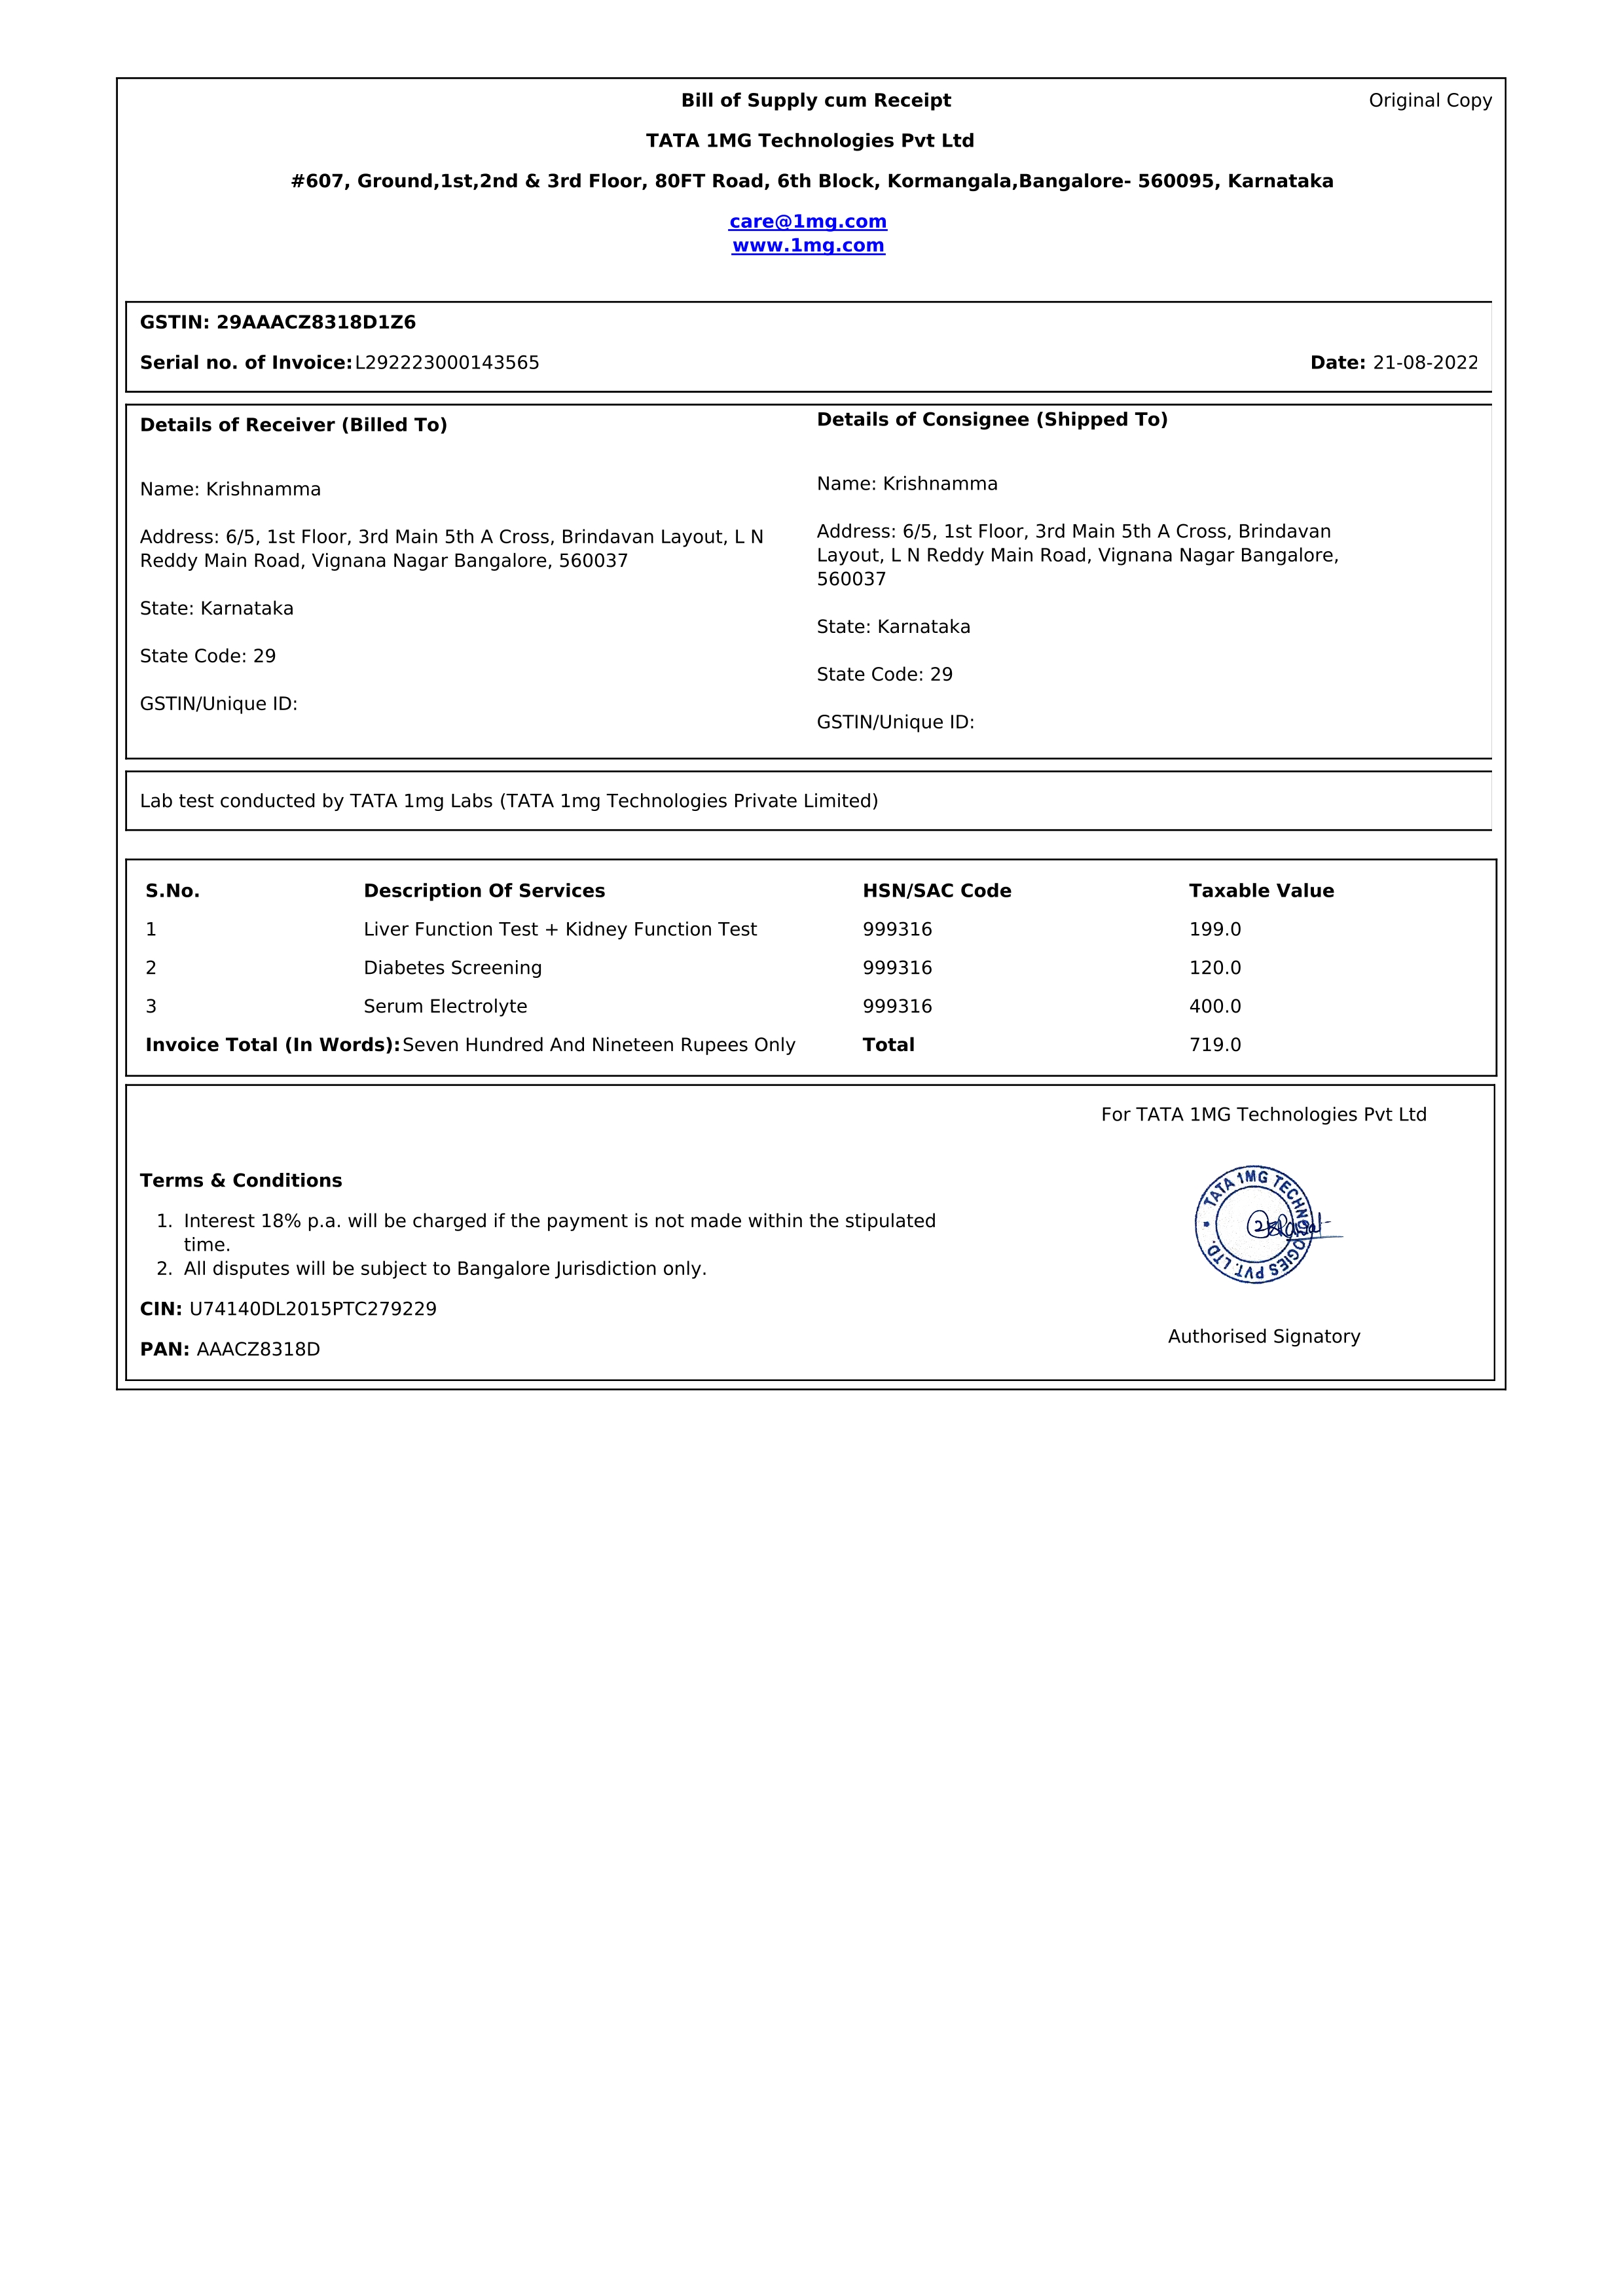 Bill of Supply cum Receipt
Original Copy
TATA 1MG Technologies Pvt Ltd
#607, Ground,1st,2nd & 3rd Floor, 80FT Road, 6th Block, Kormangala,Bangalore- 560095, Karnataka
care@1mg.com
www.1mg.com
GSTIN: 29AAACZ8318D1Z6
Serial no. of Invoice: L292223000143565
Date: 21-08-2022
Details of Receiver (Billed To)
Name: Krishnamma
Address: 6/5, 1st Floor, 3rd Main 5th A Cross, Brindavan Layout, L N
Reddy Main Road, Vignana Nagar Bangalore, 560037
State: Karnataka
State Code: 29
GSTIN/Unique ID:
Details of Consignee (Shipped To)
Name: Krishnamma
Address: 6/5, 1st Floor, 3rd Main 5th A Cross, Brindavan
Layout, L N Reddy Main Road, Vignana Nagar Bangalore,
560037
State: Karnataka
State Code: 29
GSTIN/Unique ID:
Lab test conducted by TATA 1mg Labs (TATA 1mg Technologies Private Limited)
S.No. Description Of Services HSN/SAC Code Taxable Value
1 Liver Function Test + Kidney Function Test 999316 199.0
2 Diabetes Screening 999316 120.0
3 Serum Electrolyte 999316 400.0
Invoice Total (In Words): Seven Hundred And Nineteen Rupees Only Total 719.0
Terms & Conditions
1. Interest 18% p.a. will be charged if the payment is not made within the stipulated
time.
2. All disputes will be subject to Bangalore Jurisdiction only.
CIN: U74140DL2015PTC279229
PAN: AAACZ8318D
For TATA 1MG Technologies Pvt Ltd
TATA 1MG TECHNOLOGIES PVT. LTD.
Authorised Signatory